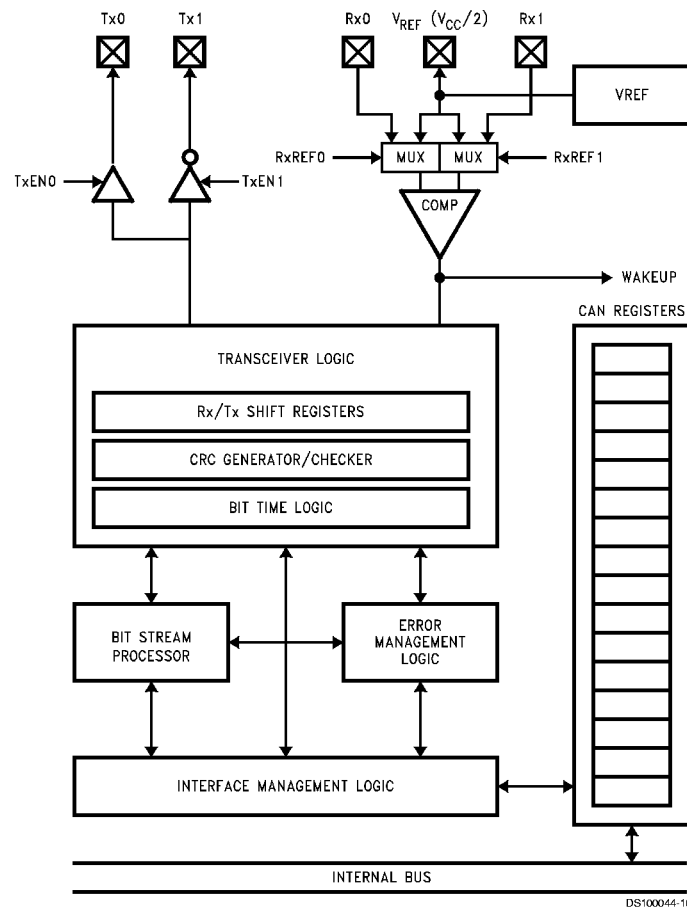 Tx0 Tx1 Rx0 VREF (VCC/2) Rx1
VREF
RxREF0 MUX MUX RxREF1
TxEN0 TxEN1
COMP
WAKEUP
CAN REGISTERS
TRANSCEIVER LOGIC
Rx/Tx SHIFT REGISTERS
CRC GENERATOR/CHECKER
BIT TIME LOGIC
BIT STREAM
PROCESSOR
ERROR
MANAGEMENT
LOGIC
INTERFACE MANAGEMENT LOGIC
INTERNAL BUS